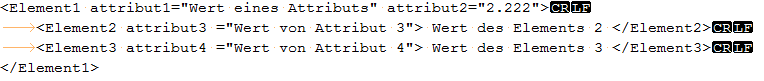 <Element1 attribut1="Wert eines Attributs" attribut2="2.222">CRLF
<Element2 attribut3 ="Wert von Attribut 3"> Wert des Elements 2 </Element2>CRLF
<Element3 attribut4 ="Wert von Attribut 4"> Wert des Elements 3 </Element3>CRLF
</Element1>